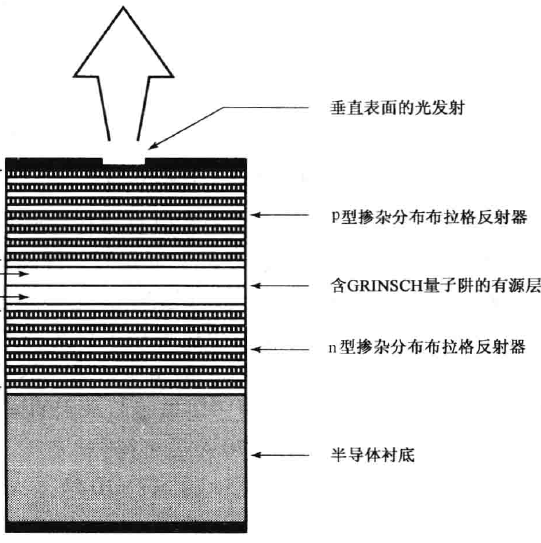 垂直表面的光发射
p型掺杂分布布拉格反射器
含GRINSCH量子阱的有源层
n型掺杂分布布拉格反射器
半导体衬底